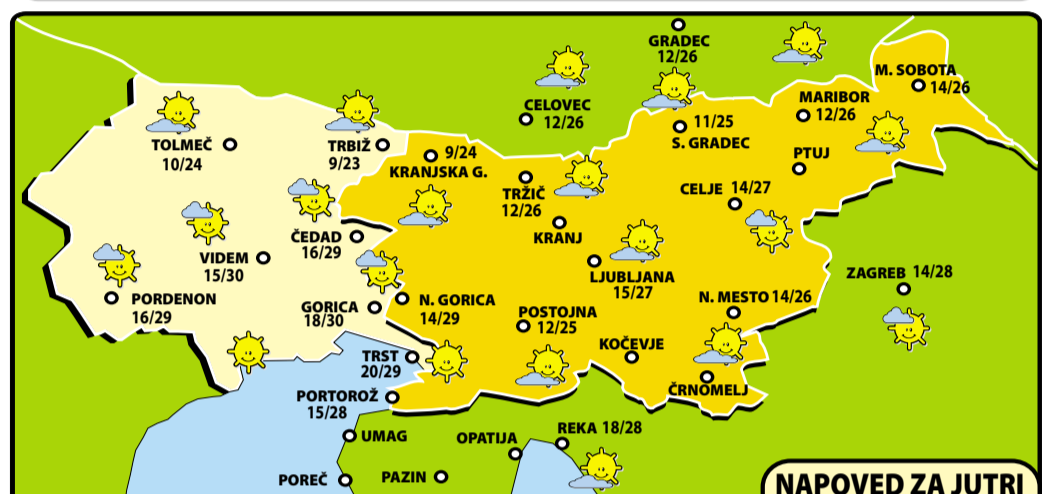 GRADEC
12/26
M. SOBOTA
14/26
CELOVEC
12/26
MARIBOR
12/26
11/25
S. GRADEC
TOLMEČ
10/24
TRBIŽ
9/23
9/24
KRANJSKA G.
PTUJ
TRŽIČ
12/26
CELJE 14/27
KRANJ
ČEDAD
16/29
VIDEM
15/30
LJUBLJANA
15/27
ZAGREB 14/28
PORDENON
16/29
GORICA
18/30
N. GORICA
14/29
N. MESTO 14/26
POSTOJNA
12/25
KOČEVJE
TRST
20/29
ČRNOMELJ
PORTOROŽ
15/28
UMAG
OPATIJA
REKA 18/28
POREČ
PAZIN
NAPOVED ZA JUTRI